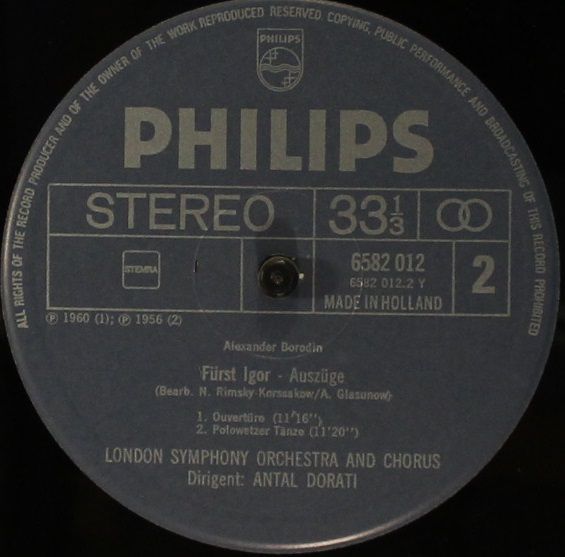 ALL RIGHTS OF THE RECORD PRODUCER AND OF THE OWNER OF THE WORK REPRODUCED RESERVED COPYING, PUBLIC PERFORMANCE AND BROADCASTING OF THIS RECORD PROHIBITED
PHILIPS
PHILIPS
STEREO 33 1/3
STEMRA 6582 012 2
6582 012.2 Y
MADE IN HOLLAND
℗ 1960 (1); ℗ 1956 (2)
Alexander Borodin
Fürst Igor - Auszüge
(Bearb. N. Rimsky-Korssakow/A. Glasunow)
1. Ouvertüre (11'16")
2. Polowetzer Tänze (11'20")
LONDON SYMPHONY ORCHESTRA AND CHORUS
Dirigent: ANTAL DORATI